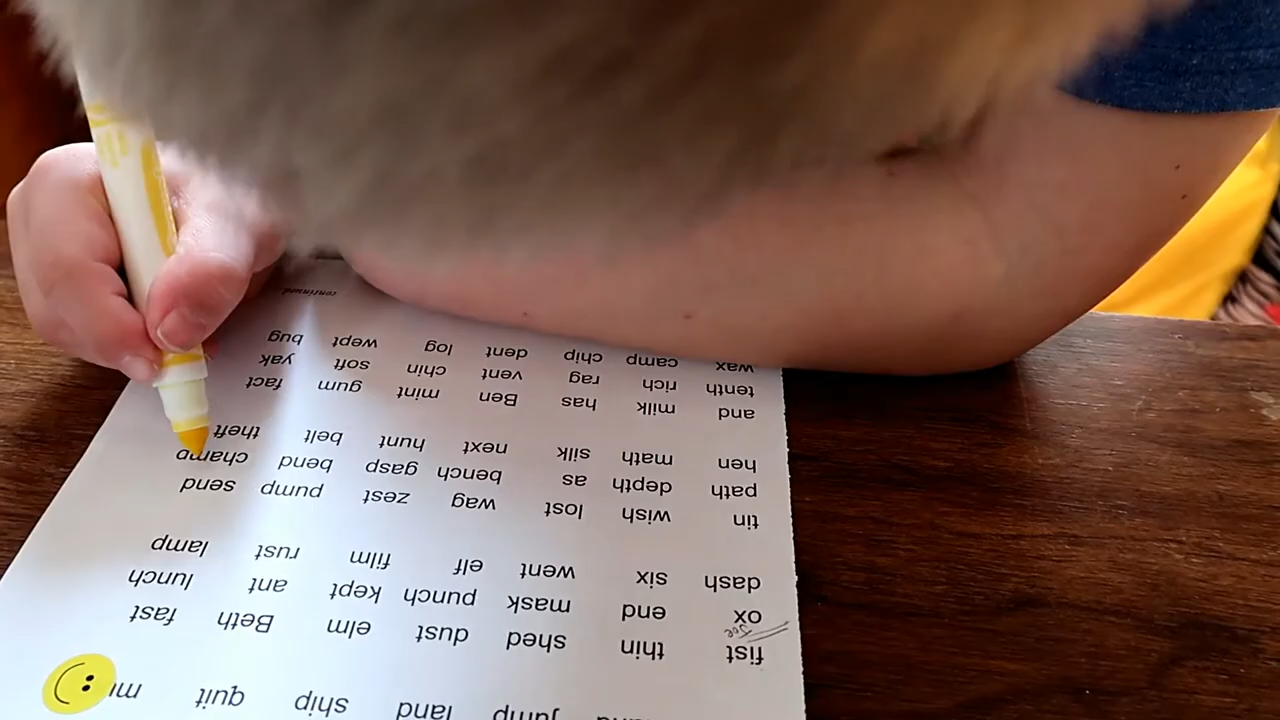 jump land ship quit
fist thin shed dust elm Beth fast
Joe
ox end mask punch kept ant lunch
dash six went elf film rust lamp
tin wish lost wag zest pump send
path depth as bench gasp bend champ
hen math silk next hunt belt theft
and milk has Ben mint gum fact
tenth rich rag vent chin soft yak
wax camp chip dent log wept bug
continued